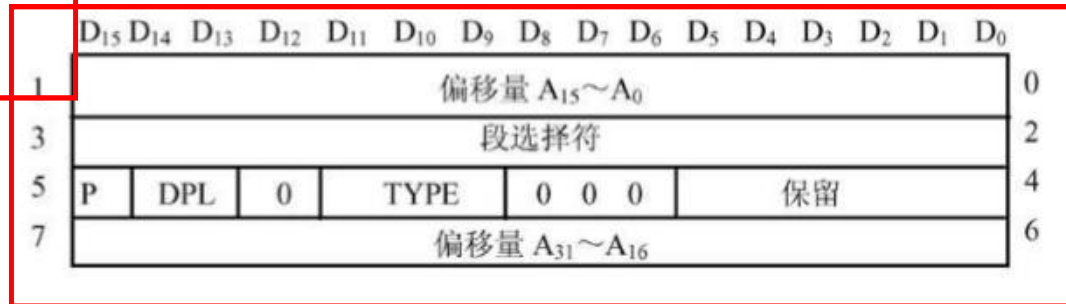 D₁₅ D₁₄ D₁₃ D₁₂ D₁₁ D₁₀ D₉ D₈ D₇ D₆ D₅ D₄ D₃ D₂ D₁ D₀
1 偏移量 A₁₅～A₀ 0
3 段选择符 2
5 P DPL 0 TYPE 0 0 0 保留 4
7 偏移量 A₃₁～A₁₆ 6